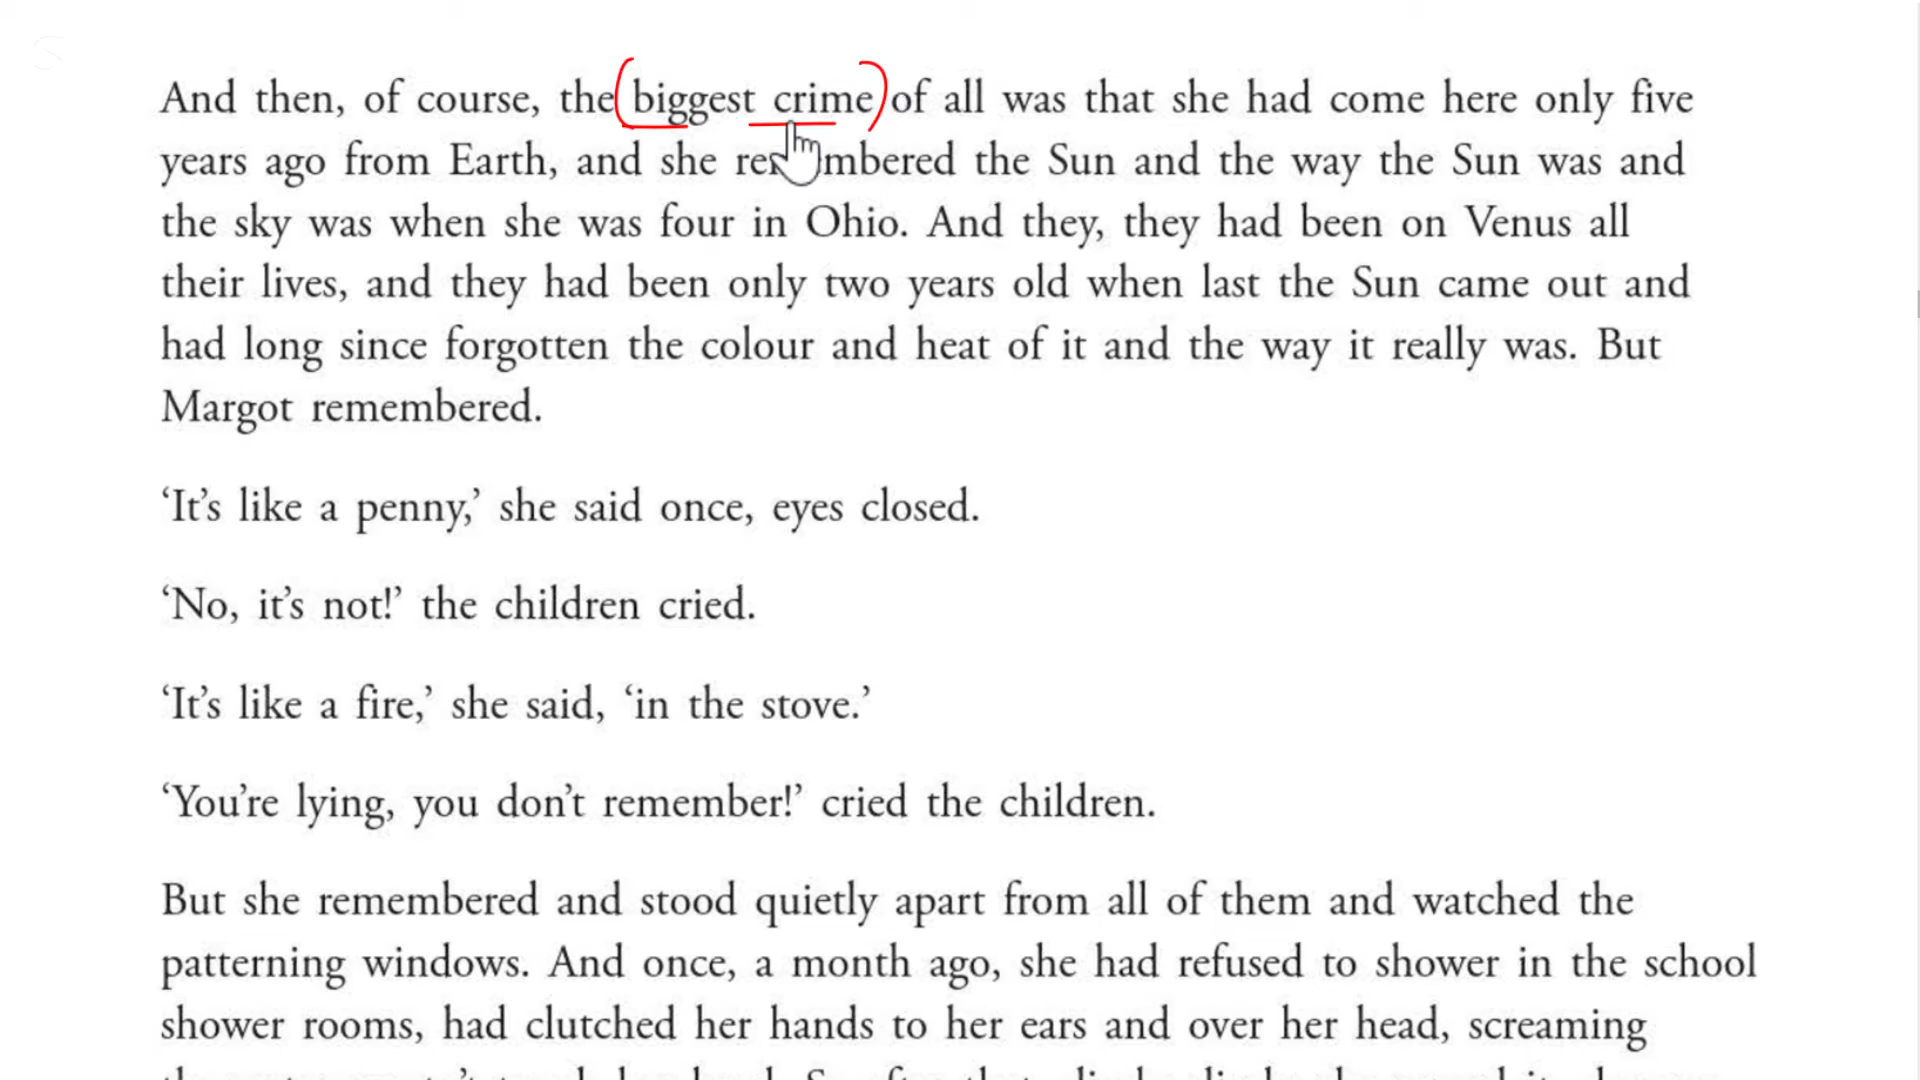 And then, of course, the biggest crime of all was that she had come here only five
years ago from Earth, and she remembered the Sun and the way the Sun was and
the sky was when she was four in Ohio. And they, they had been on Venus all
their lives, and they had been only two years old when last the Sun came out and
had long since forgotten the colour and heat of it and the way it really was. But
Margot remembered.
‘It’s like a penny,’ she said once, eyes closed.
‘No, it’s not!’ the children cried.
‘It’s like a fire,’ she said, ‘in the stove.’
‘You’re lying, you don’t remember!’ cried the children.
But she remembered and stood quietly apart from all of them and watched the
patterning windows. And once, a month ago, she had refused to shower in the school
shower rooms, had clutched her hands to her ears and over her head, screaming